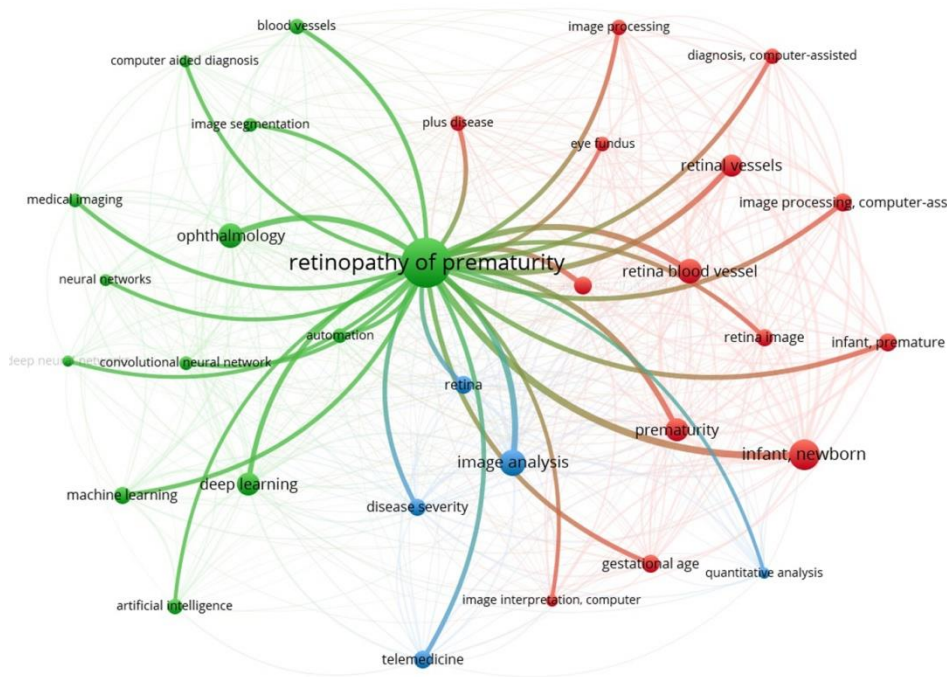 blood vessels
image processing
computer aided diagnosis
diagnosis, computer-assisted
image segmentation
plus disease
eye fundus
retinal vessels
medical imaging
image processing, computer-ass
ophthalmology
retinopathy of prematurity
retina blood vessel
neural networks
automation
retina image
infant, premature
deep neural networks
convolutional neural network
retina
prematurity
infant, newborn
image analysis
deep learning
machine learning
disease severity
gestational age
quantitative analysis
artificial intelligence
image interpretation, computer
telemedicine